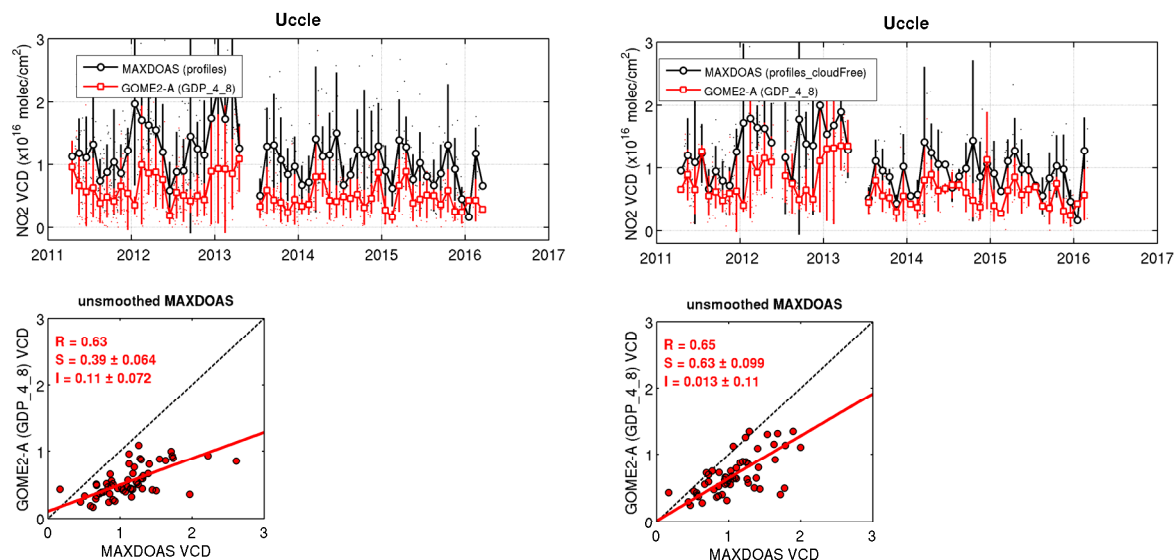 Uccle
NO2 VCD (x10^16 molec/cm^2)
3
2
1
0
MAXDOAS (profiles)
GOME2-A (GDP_4_8)
2011 2012 2013 2014 2015 2016 2017
Uccle
NO2 VCD (x10^16 molec/cm^2)
3
2
1
0
MAXDOAS (profiles_cloudFree)
GOME2-A (GDP_4_8)
2011 2012 2013 2014 2015 2016 2017
unsmoothed MAXDOAS
GOME2-A (GDP_4_8) VCD
3
2
1
0
R = 0.63
S = 0.39 ± 0.064
I = 0.11 ± 0.072
0 1 2 3
MAXDOAS VCD
unsmoothed MAXDOAS
GOME2-A (GDP_4_8) VCD
3
2
1
0
R = 0.65
S = 0.63 ± 0.099
I = 0.013 ± 0.11
0 1 2 3
MAXDOAS VCD